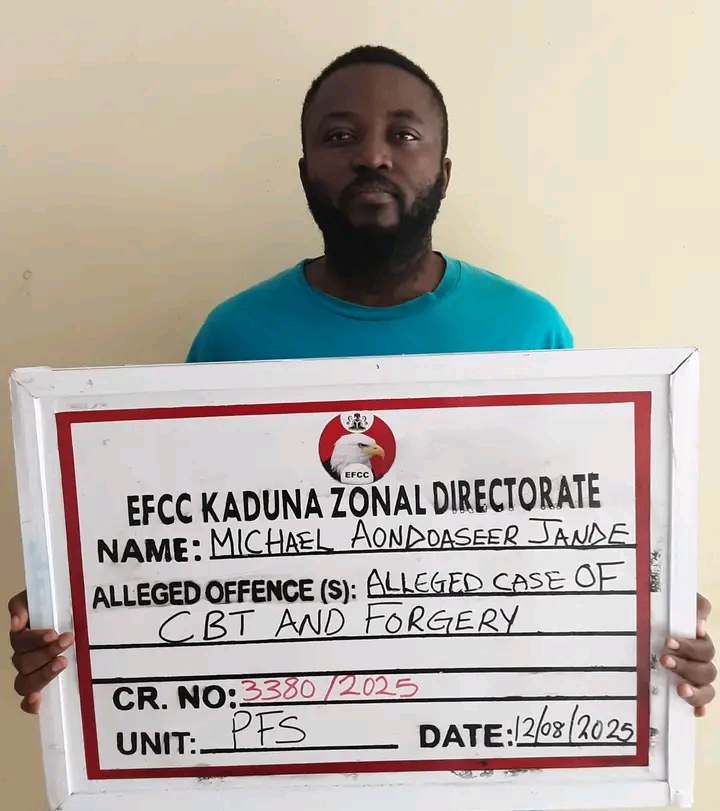 EFCC
EFCC KADUNA ZONAL DIRECTORATE
NAME: MICHAEL AONDOASEER JANDE
ALLEGED OFFENCE (S): ALLEGED CASE OF
CBT AND FORGERY
CR. NO: 3380/2025
UNIT: PFS DATE: 12/08/2025